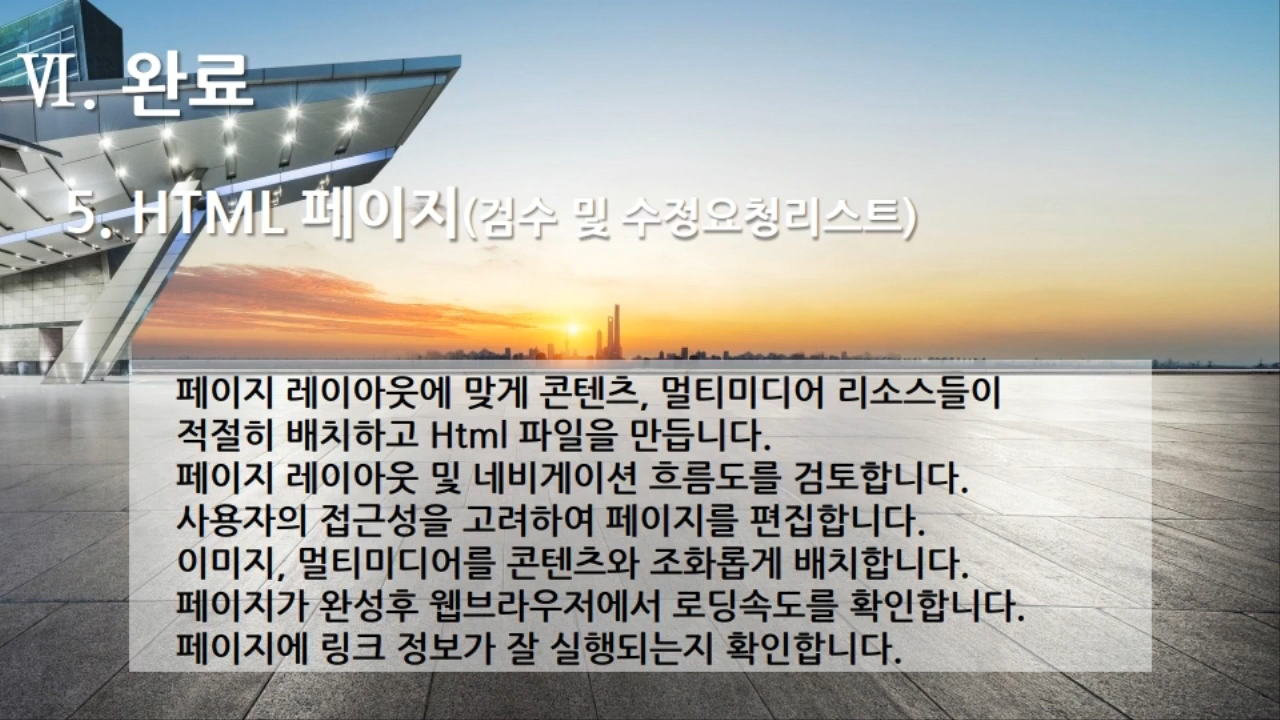 Ⅵ. 완료
5. HTML 페이지(검수 및 수정요청리스트)
페이지 레이아웃에 맞게 콘텐츠, 멀티미디어 리소스들이
적절히 배치하고 Html 파일을 만듭니다.
페이지 레이아웃 및 네비게이션 흐름도를 검토합니다.
사용자의 접근성을 고려하여 페이지를 편집합니다.
이미지, 멀티미디어를 콘텐츠와 조화롭게 배치합니다.
페이지가 완성후 웹브라우저에서 로딩속도를 확인합니다.
페이지에 링크 정보가 잘 실행되는지 확인합니다.